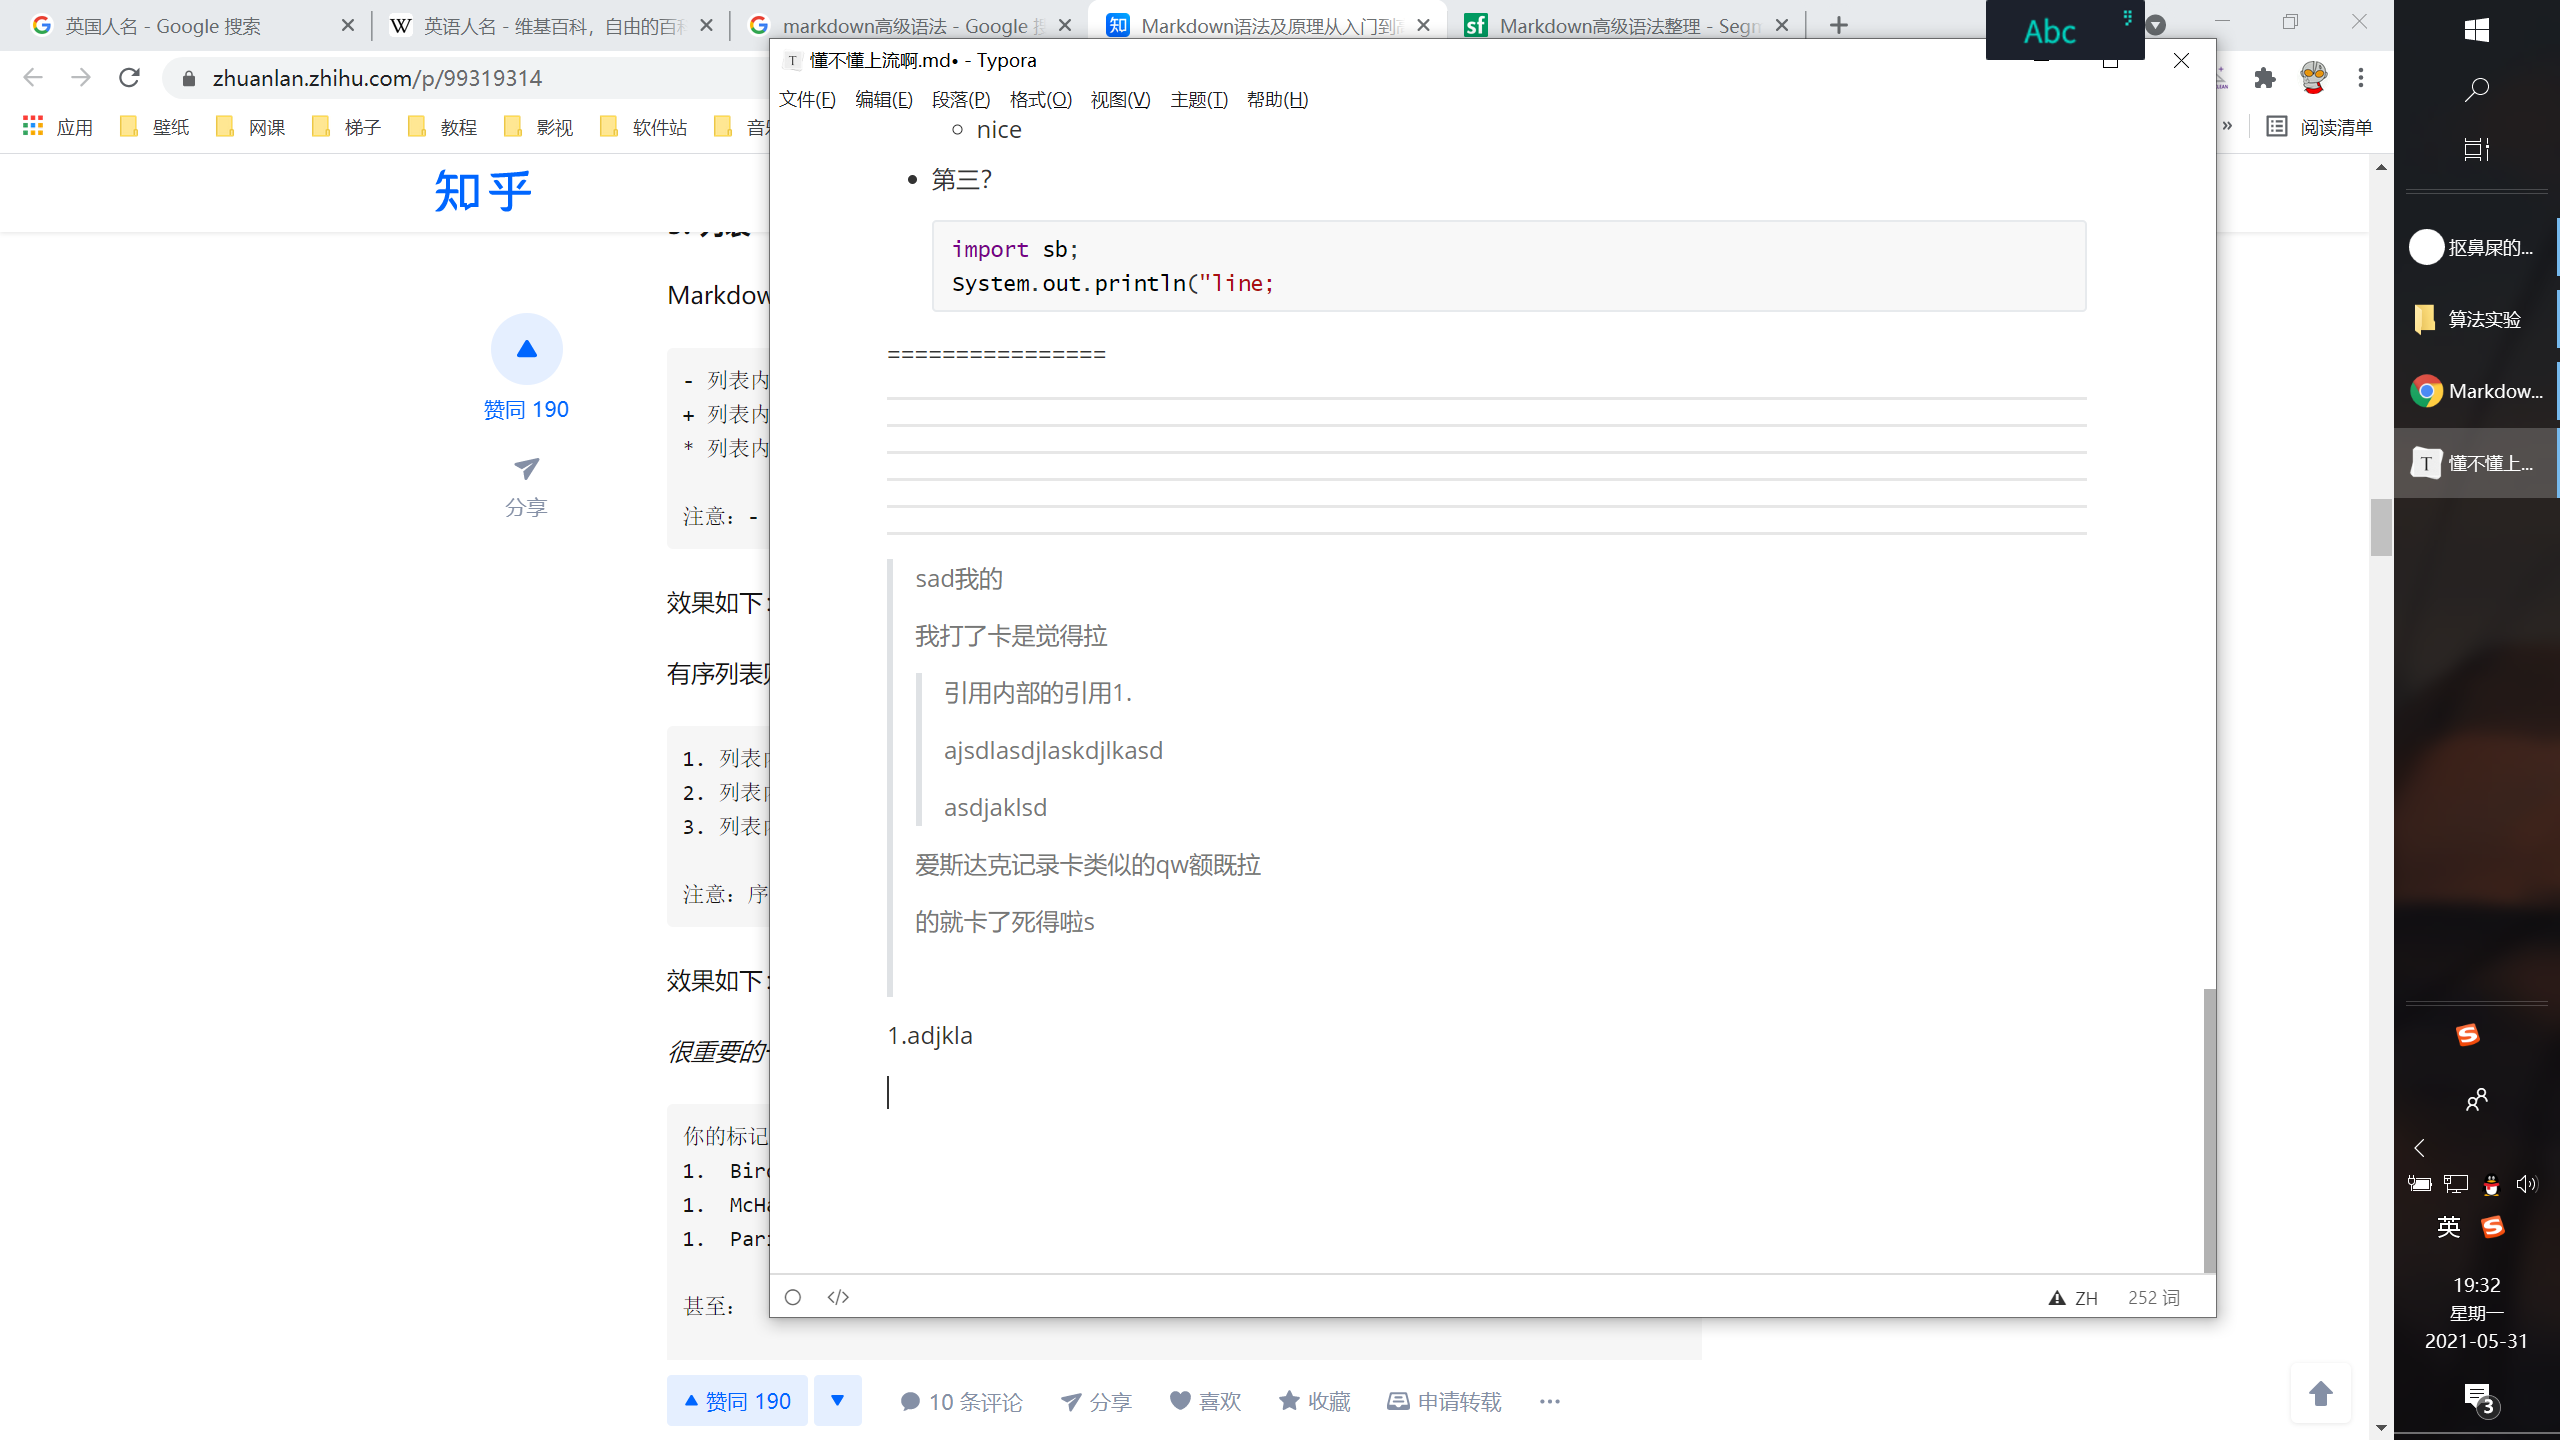 英国人名 - Google 搜索
英语人名 - 维基百科，自由的百科
markdown高级语法 - Google 搜
Markdown语法及原理从入门到高
Markdown高级语法整理 - Segm
Abc
zhuanlan.zhihu.com/p/99319314
应用
壁纸
网课
梯子
教程
影视
软件站
阅读清单
知乎
Markdow
赞同 190
分享
- 列表内
+ 列表内
* 列表内
注意：-
效果如下：
有序列表则
1. 列表内
2. 列表内
3. 列表内
注意：序
效果如下：
很重要的一
你的标记
1. Bird
1. McHa
1. Pari
甚至：
赞同 190
10 条评论
分享
喜欢
收藏
申请转载
懂不懂上流啊.md• - Typora
文件(F) 编辑(E) 段落(P) 格式(O) 视图(V) 主题(T) 帮助(H)
nice
第三？
import sb;
System.out.println("line;
================
sad我的
我打了卡是觉得拉
引用内部的引用1.
ajsdlasdjlaskdjlkasd
asdjaklsd
爱斯达克记录卡类似的qw额既拉
的就卡了死得啦s
1.adjkla
ZH
252 词
抠鼻屎的...
算法实验
Markdow...
懂不懂上...
英
19:32
星期一
2021-05-31
3